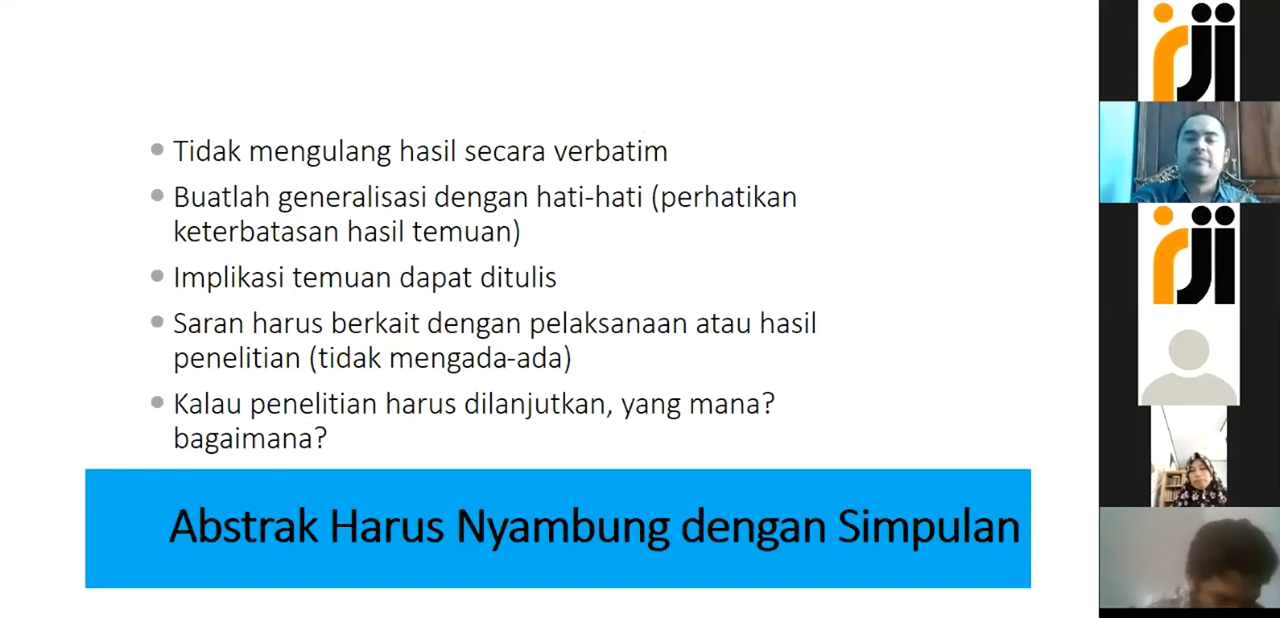 Tidak mengulang hasil secara verbatim
Buatlah generalisasi dengan hati-hati (perhatikan
keterbatasan hasil temuan)
Implikasi temuan dapat ditulis
Saran harus berkait dengan pelaksanaan atau hasil
penelitian (tidak mengada-ada)
Kalau penelitian harus dilanjutkan, yang mana?
bagaimana?
Abstrak Harus Nyambung dengan Simpulan
rji
rji